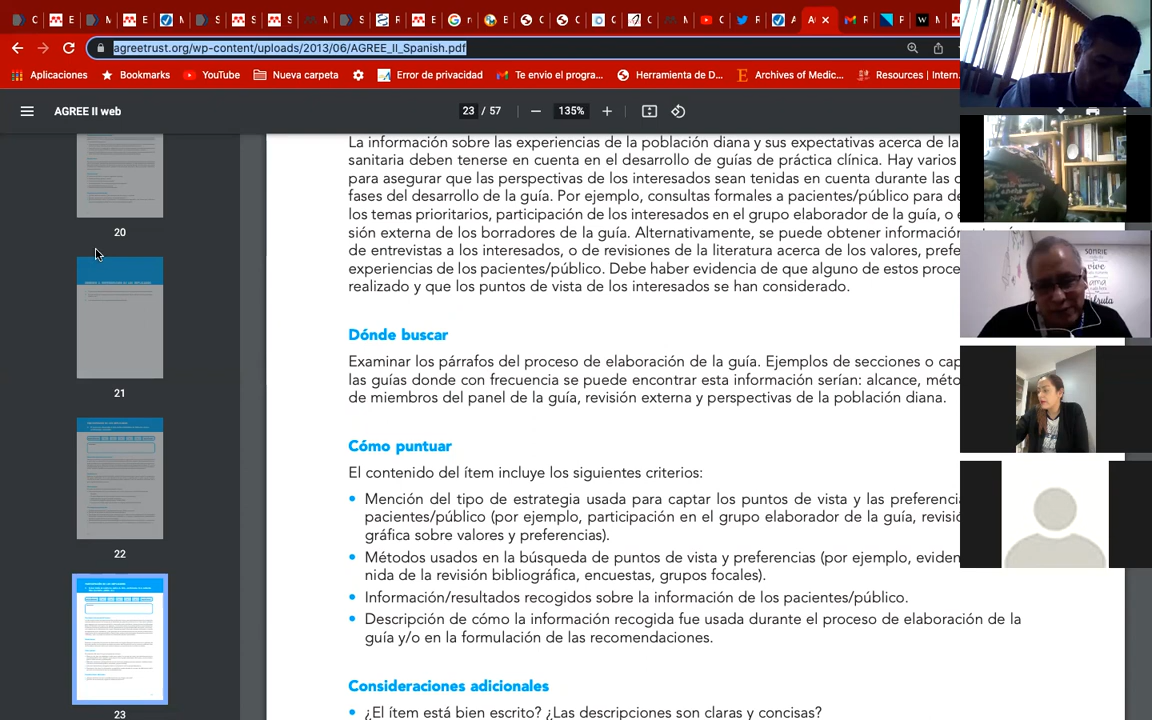 C
M
E
M
E
M
S
S
S
M
S
R
E
re
E
C
C
C
M
C
F
A
AC
F
F
W
agreetrust.org/wp-content/uploads/2013/06/AGREE_II_Spanish.pdf
Aplicaciones Bookmarks YouTube Nueva carpeta Error de privacidad Te envio el progra... Herramienta de D... Archives of Medic... Resources | Intern...
AGREE II web 23 / 57 135%
La información sobre las experiencias de la población diana y sus expectativas acerca de la
sanitaria deben tenerse en cuenta en el desarrollo de guías de práctica clínica. Hay varios
para asegurar que las perspectivas de los interesados sean tenidas en cuenta durante las
fases del desarrollo de la guía. Por ejemplo, consultas formales a pacientes/público para de
los temas prioritarios, participación de los interesados en el grupo elaborador de la guía, o
sión externa de los borradores de la guía. Alternativamente, se puede obtener información
de entrevistas a los interesados, o de revisiones de la literatura acerca de los valores, prefe
experiencias de los pacientes/público. Debe haber evidencia de que alguno de estos proce
realizado y que los puntos de vista de los interesados se han considerado.
Dónde buscar
Examinar los párrafos del proceso de elaboración de la guía. Ejemplos de secciones o cap
las guías donde con frecuencia se puede encontrar esta información serían: alcance, méto
de miembros del panel de la guía, revisión externa y perspectivas de la población diana.
Cómo puntuar
El contenido del ítem incluye los siguientes criterios:
• Mención del tipo de estrategia usada para captar los puntos de vista y las preferencia
pacientes/público (por ejemplo, participación en el grupo elaborador de la guía, revisió
gráfica sobre valores y preferencias).
• Métodos usados en la búsqueda de puntos de vista y preferencias (por ejemplo, eviden
nida de la revisión bibliográfica, encuestas, grupos focales).
• Información/resultados recogidos sobre la información de los pacientes/público.
• Descripción de cómo la información recogida fue usada durante el proceso de elaboración de la
guía y/o en la formulación de las recomendaciones.
Consideraciones adicionales
• ¿El ítem está bien escrito? ¿Las descripciones son claras y concisas?
20
21
22
23
SONRIE
vive
ama